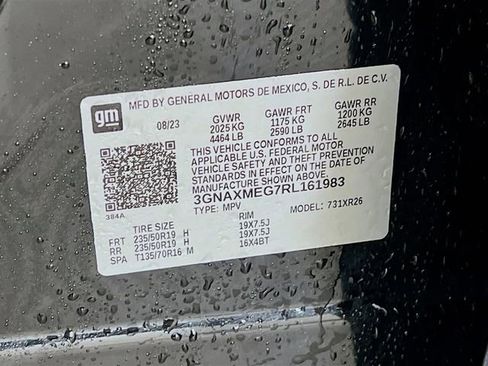 gm
MFD BY GENERAL MOTORS DE MEXICO, S. DE R.L. DE C.V.
08/23 GVWR GAWR FRT GAWR RR
2025 KG 1175 KG 1200 KG
4464 LB 2590 LB 2645 LB
THIS VEHICLE CONFORMS TO ALL
APPLICABLE U.S. FEDERAL MOTOR
VEHICLE SAFETY AND THEFT PREVENTION
STANDARDS IN EFFECT ON THE DATE OF
MANUFACTURE SHOWN ABOVE.
3GNAXMEG7RL161983
384A TYPE: MPV MODEL: 731XR26
TIRE SIZE RIM
FRT 235/50R19 H 19X7.5J
RR 235/50R19 H 19X7.5J
SPA T135/70R16 M 16X4BT